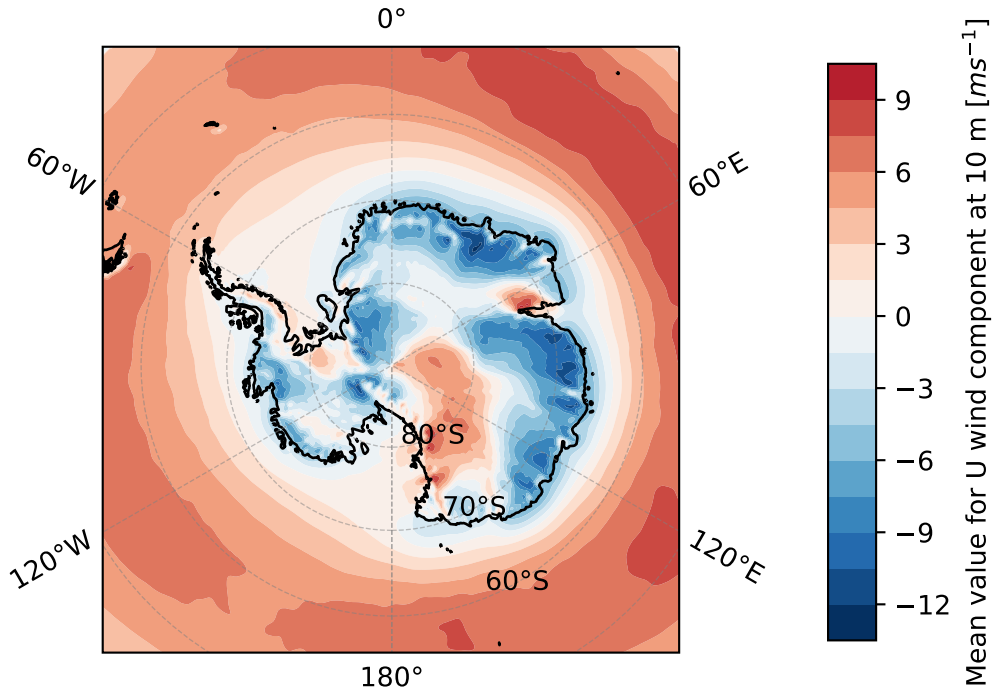 0°
60°W
60°E
120°W
120°E
180°
80°S
70°S
60°S
9
6
3
0
−3
−6
−9
−12
Mean value for U wind component at 10 m [ms⁻¹]